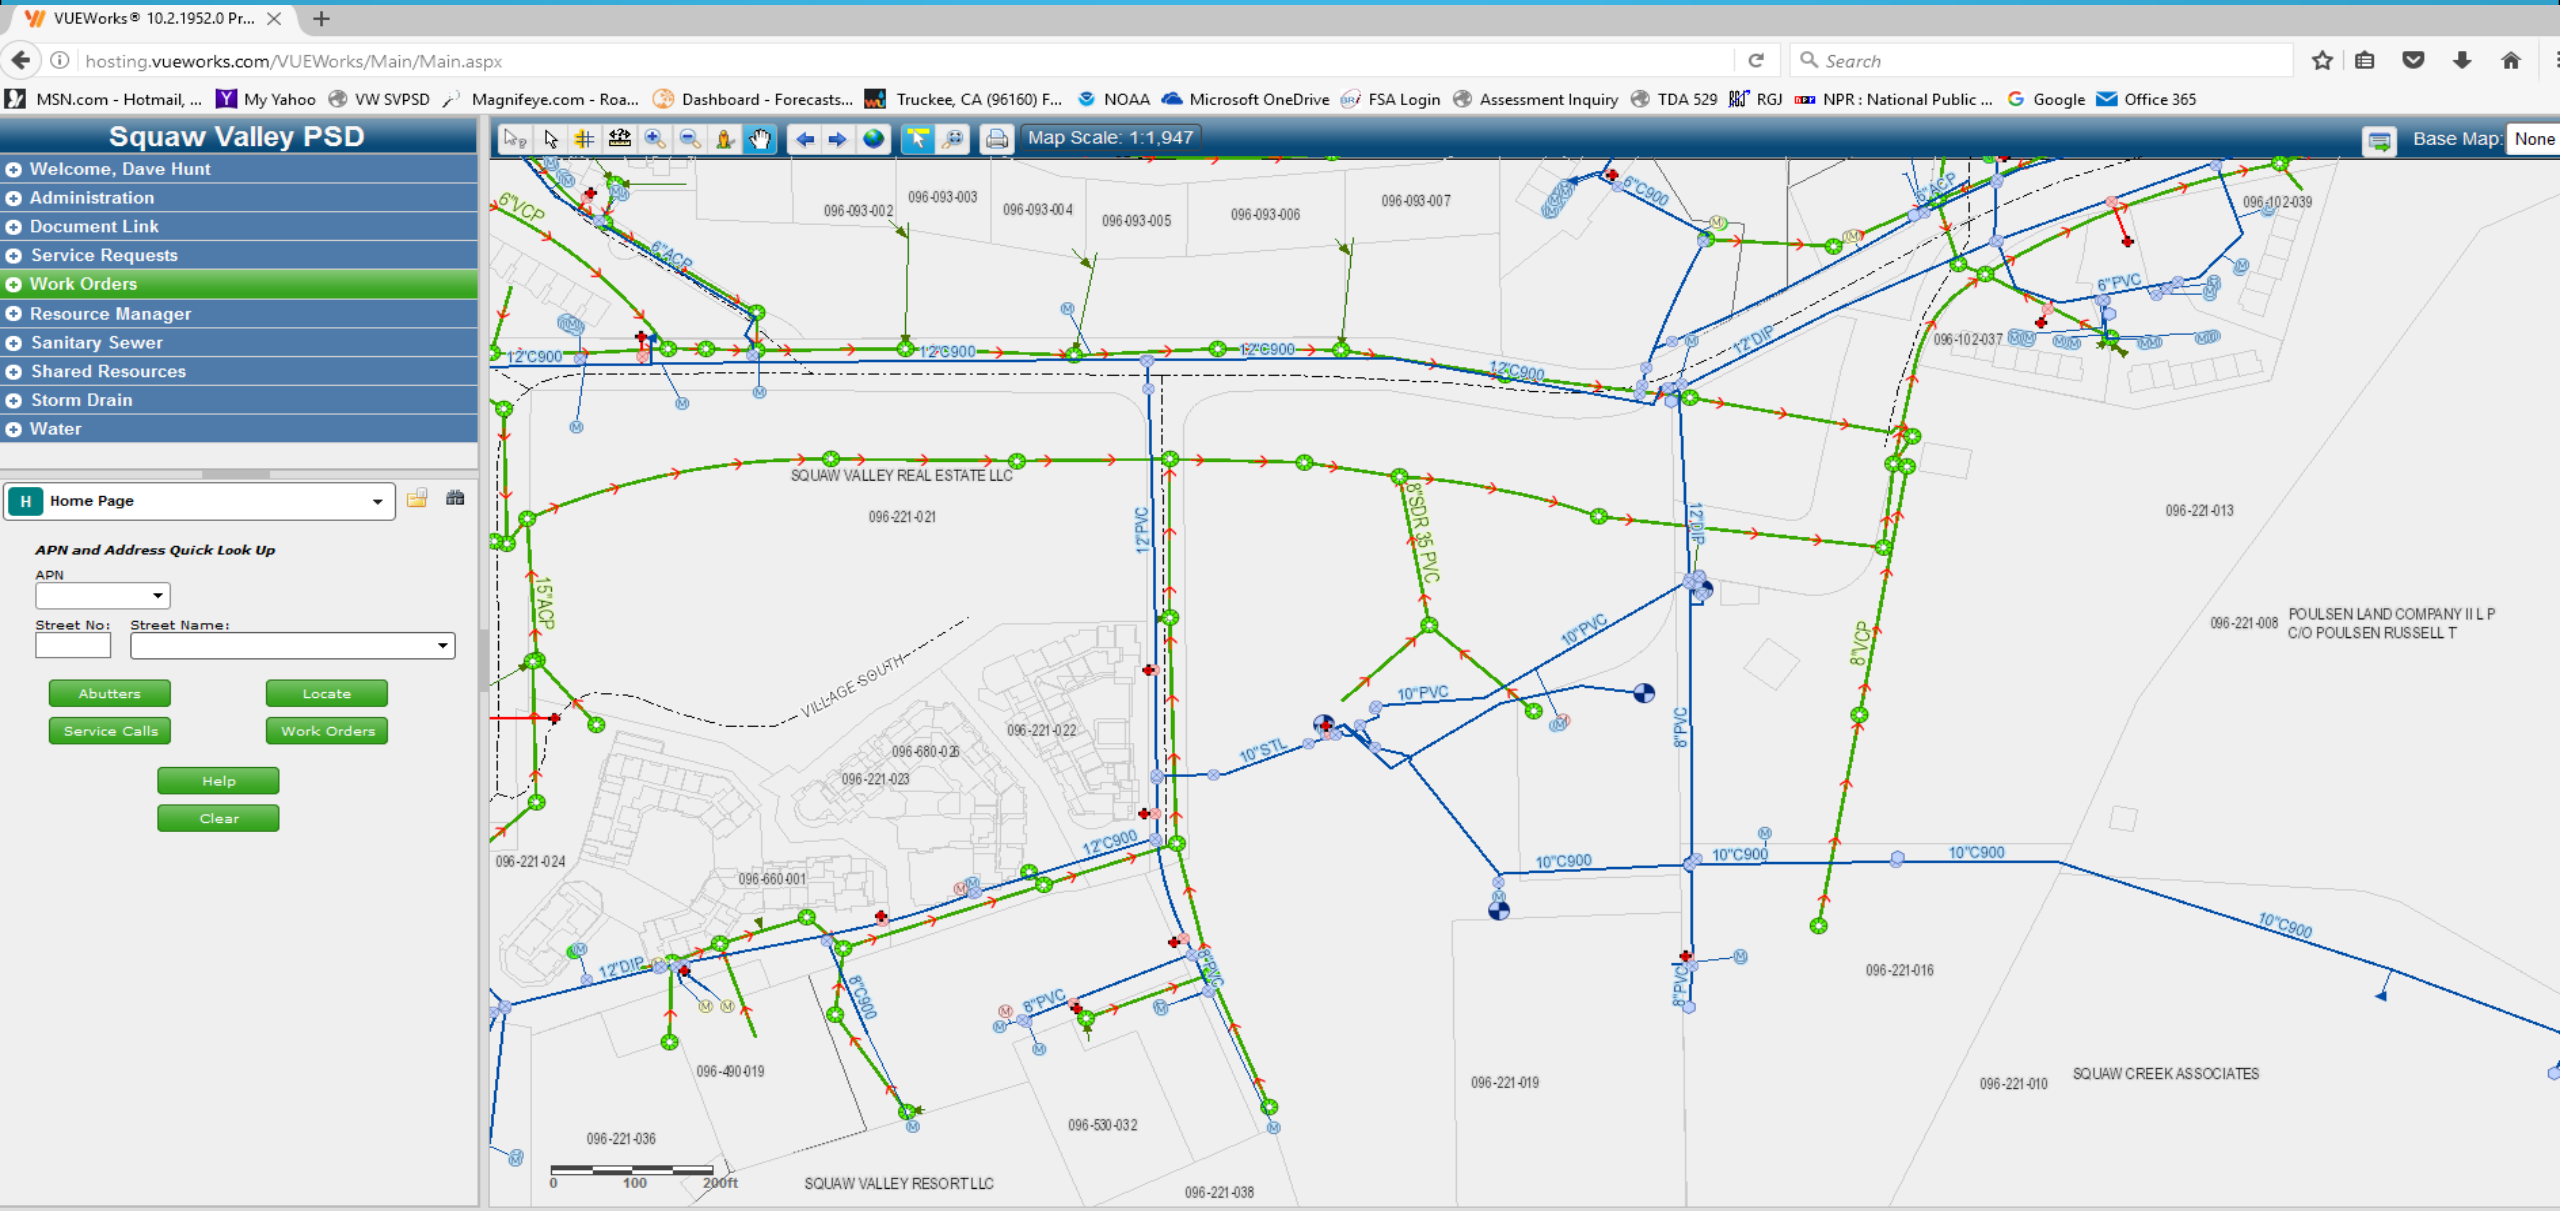 VUEWorks® 10.2.1952.0 Pr...
hosting.vueworks.com/VUEWorks/Main/Main.aspx
Search
MSN.com - Hotmail, ...
My Yahoo
VW SVPSD
Magnifeye.com - Roa...
Dashboard - Forecasts...
Truckee, CA (96160) F...
NOAA
Microsoft OneDrive
FSA Login
Assessment Inquiry
TDA 529
RGJ
NPR : National Public ...
Google
Office 365
Squaw Valley PSD
Map Scale: 1:1,947
Base Map: None
Welcome, Dave Hunt
Administration
Document Link
Service Requests
Work Orders
Resource Manager
Sanitary Sewer
Shared Resources
Storm Drain
Water
H Home Page
APN and Address Quick Look Up
APN
Street No: Street Name:
Abutters
Locate
Service Calls
Work Orders
Help
Clear
6"VCP
6"ACP
096-093-002
096-093-003
096-093-004
096-093-005
096-093-006
096-093-007
6"C900
6"ACP
096-102-039
6"PVC
096-102-037
12"DIP
12"C900
12"C900
12"C900
12"C900
SQUAW VALLEY REAL ESTATE LLC
096-221-021
12"PVC
8"SDR 35 PVC
12"DIP
096-221-013
15"ACP
10"PVC
8"VCP
096-221-008
POULSEN LAND COMPANY II L P
C/O POULSEN RUSSELL T
VILLAGE SOUTH
10"PVC
8"PVC
096-221-022
096-680-026
096-221-023
10"STL
12"C900
096-221-024
096-660-001
10"C900
10"C900
10"C900
10"C900
12"DIP
8"C900
8"PVC
8"PVC
8"PVC
096-221-016
096-490-019
096-221-019
096-221-010
SQUAW CREEK ASSOCIATES
096-530-032
096-221-036
0 100 200ft
SQUAW VALLEY RESORT LLC
096-221-038